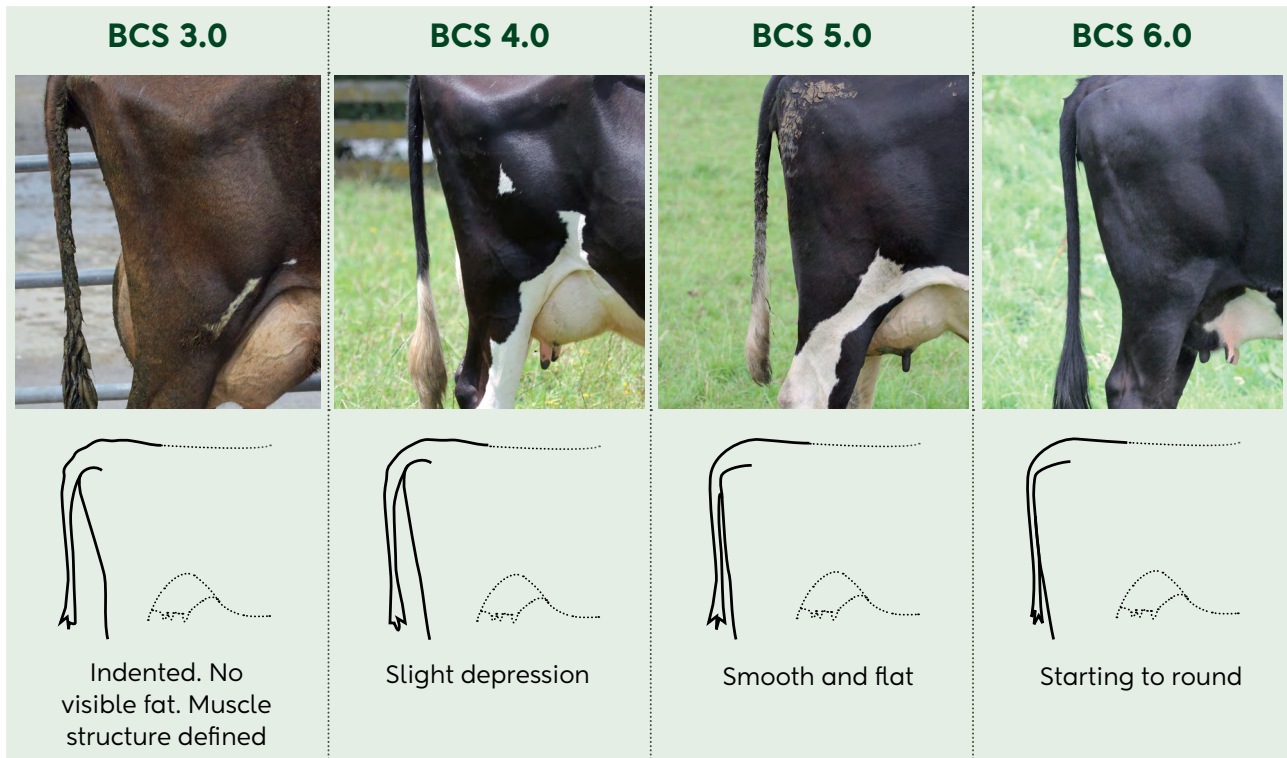 BCS 3.0
BCS 4.0
BCS 5.0
BCS 6.0
Indented. No
visible fat. Muscle
structure defined
Slight depression
Smooth and flat
Starting to round